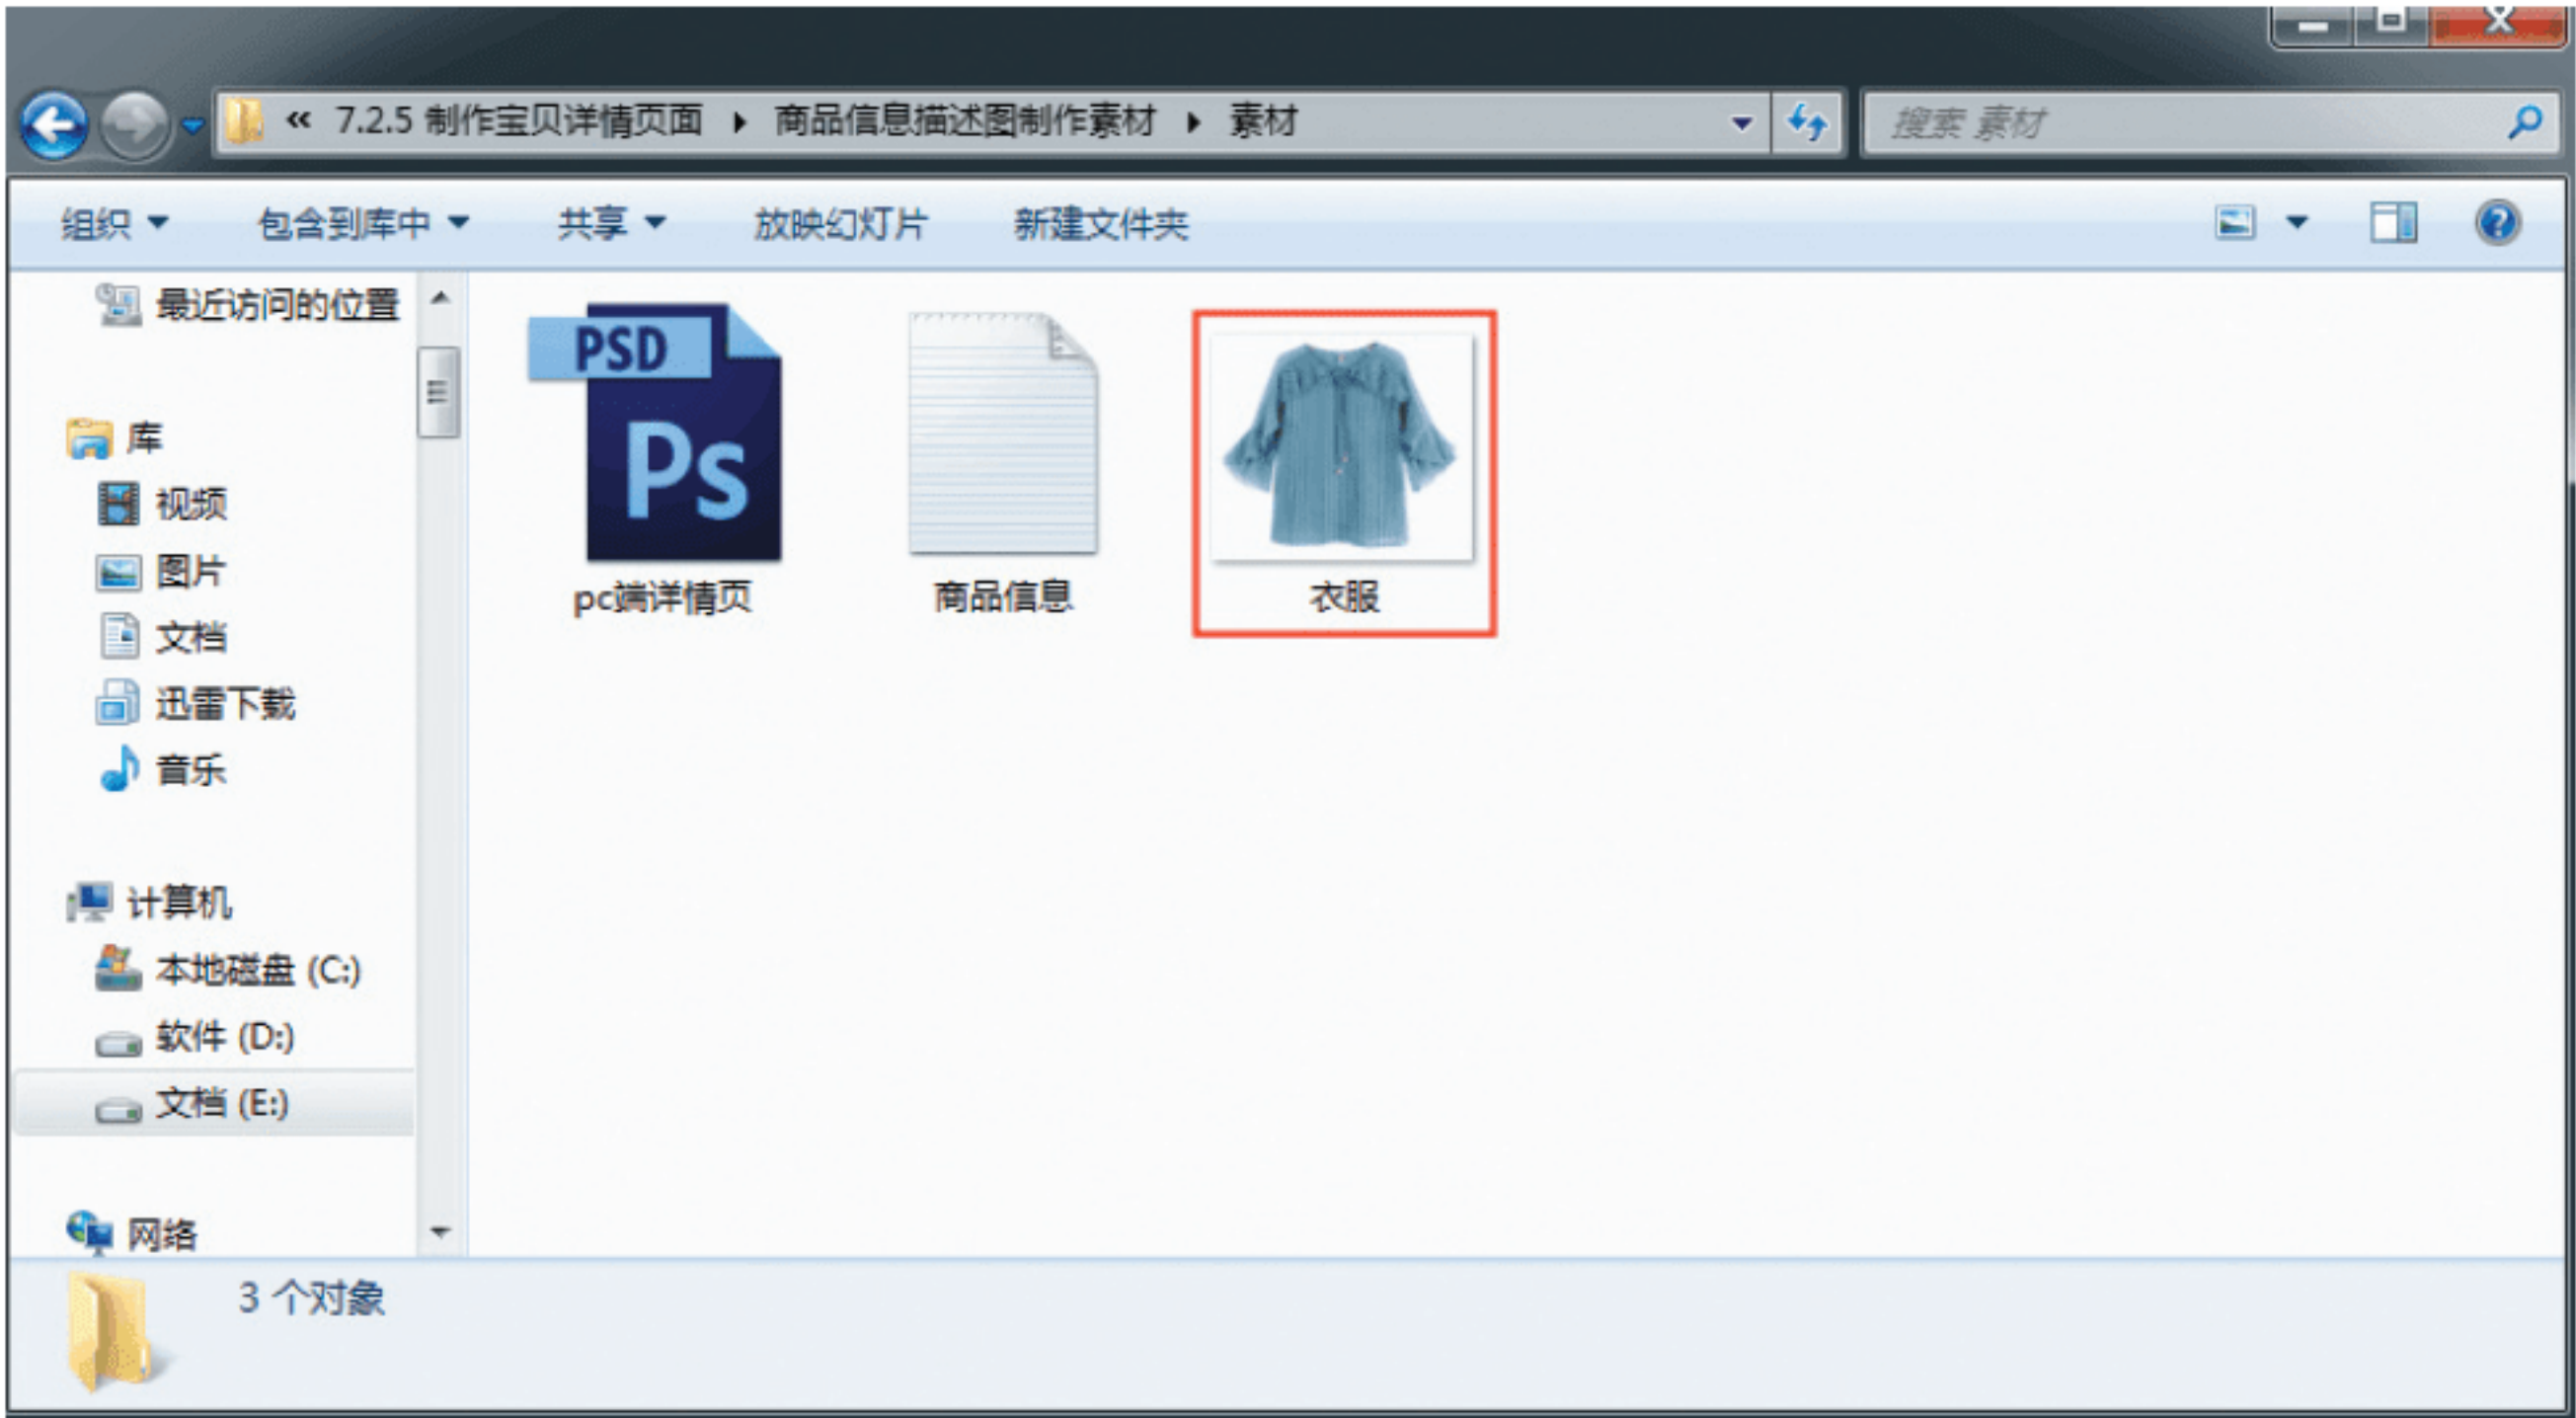 « 7.2.5 制作宝贝详情页面 ▸ 商品信息描述图制作素材 ▸ 素材
搜索 素材
组织 包含到库中 共享 放映幻灯片 新建文件夹
最近访问的位置
库
视频
图片
文档
迅雷下载
音乐
计算机
本地磁盘 (C:)
软件 (D:)
文档 (E:)
网络
PSD
Ps
pc端详情页
商品信息
衣服
3 个对象